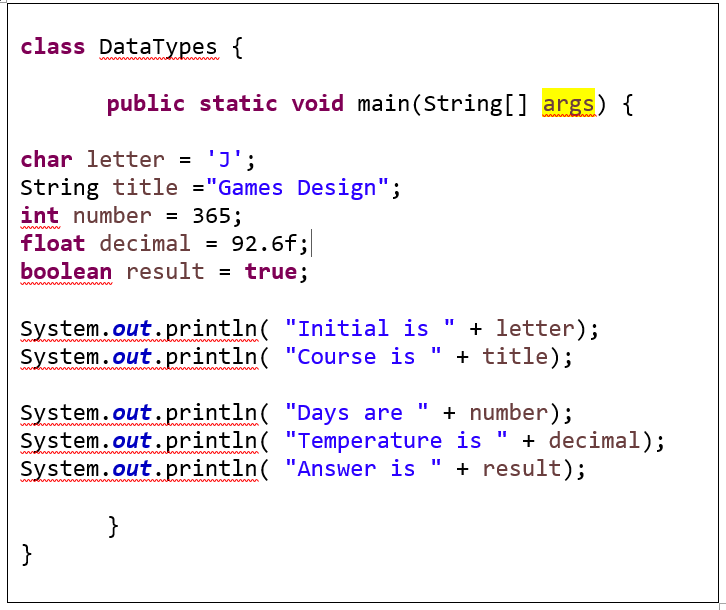 class DataTypes {
public static void main(String[] args) {
char letter = 'J';
String title ="Games Design";
int number = 365;
float decimal = 92.6f;
boolean result = true;
System.out.println( "Initial is " + letter);
System.out.println( "Course is " + title);
System.out.println( "Days are " + number);
System.out.println( "Temperature is " + decimal);
System.out.println( "Answer is " + result);
}
}